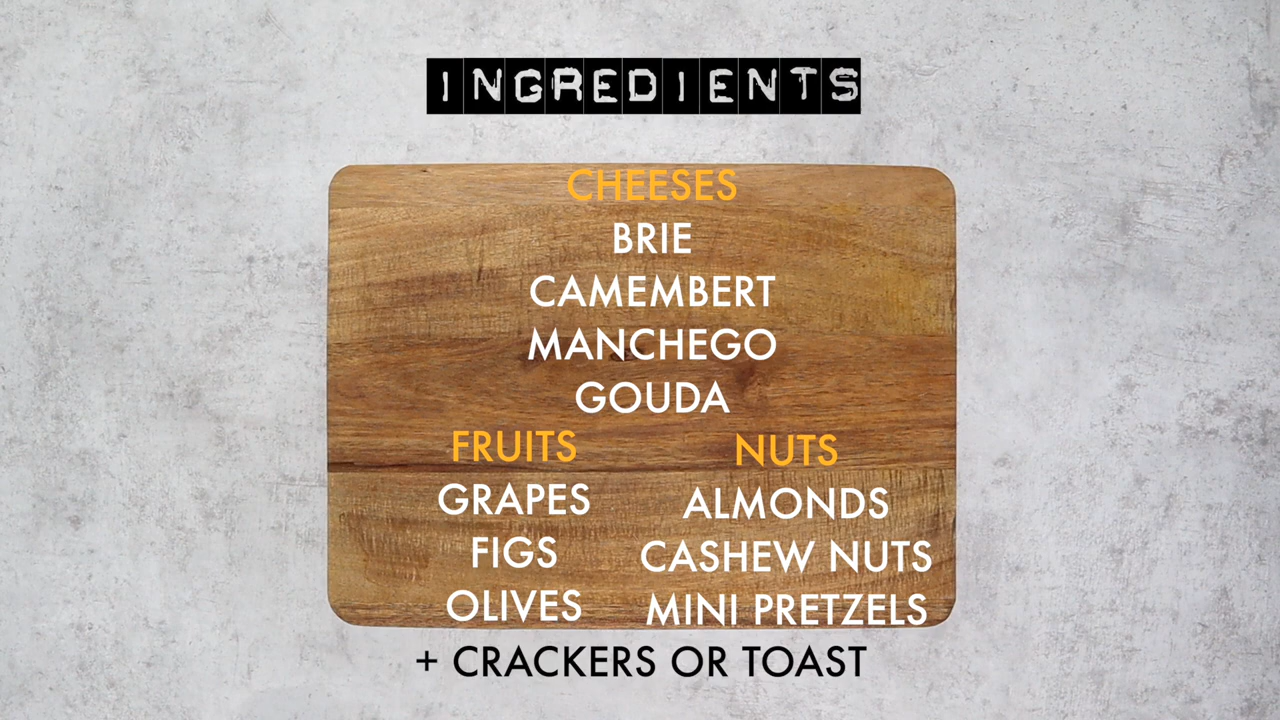 INGREDIENTS
CHEESES
BRIE
CAMEMBERT
MANCHEGO
GOUDA
FRUITS
GRAPES
FIGS
OLIVES
NUTS
ALMONDS
CASHEW NUTS
MINI PRETZELS
+ CRACKERS OR TOAST